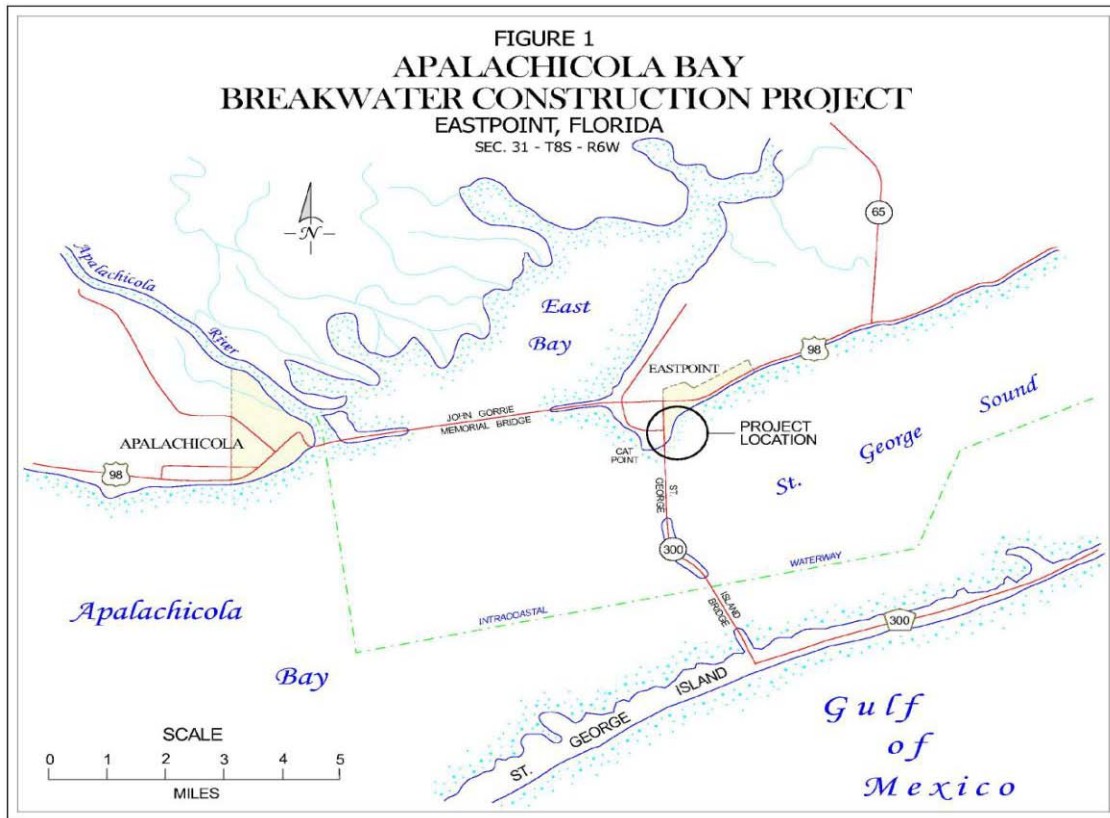 FIGURE 1
APALACHICOLA BAY
BREAKWATER CONSTRUCTION PROJECT
EASTPOINT, FLORIDA
SEC. 31 - T8S - R6W
N
65
Apalachicola
River
East
Bay
98
EASTPOINT
Sound
George
St.
PROJECT
LOCATION
JOHN GORRIE
MEMORIAL BRIDGE
APALACHICOLA
98
CAT
POINT
ST. GEORGE
300
WATERWAY
ISLAND
BRIDGE
INTRACOASTAL
Apalachicola
Bay
300
ST. GEORGE ISLAND
Gulf
of
Mexico
SCALE
0 1 2 3 4 5
MILES